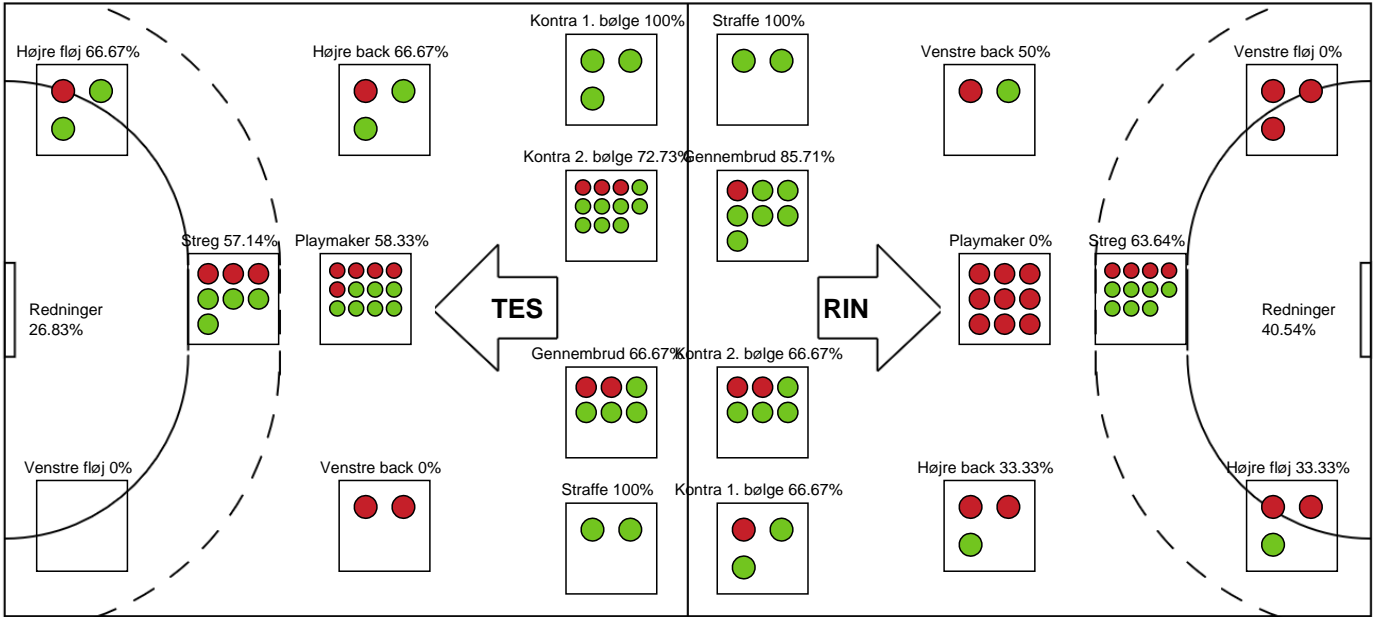 Kontra 1. bølge 100%
Straffe 100%
Højre fløj 66.67%
Højre back 66.67%
Venstre back 50%
Venstre fløj 0%
Kontra 2. bølge 72.73%
Gennembrud 85.71%
Streg 57.14%
Playmaker 58.33%
Playmaker 0%
Streg 63.64%
Redninger
26.83%
TES
RIN
Redninger
40.54%
Gennembrud 66.67%
Kontra 2. bølge 66.67%
Venstre fløj 0%
Venstre back 0%
Straffe 100%
Kontra 1. bølge 66.67%
Højre back 33.33%
Højre fløj 33.33%